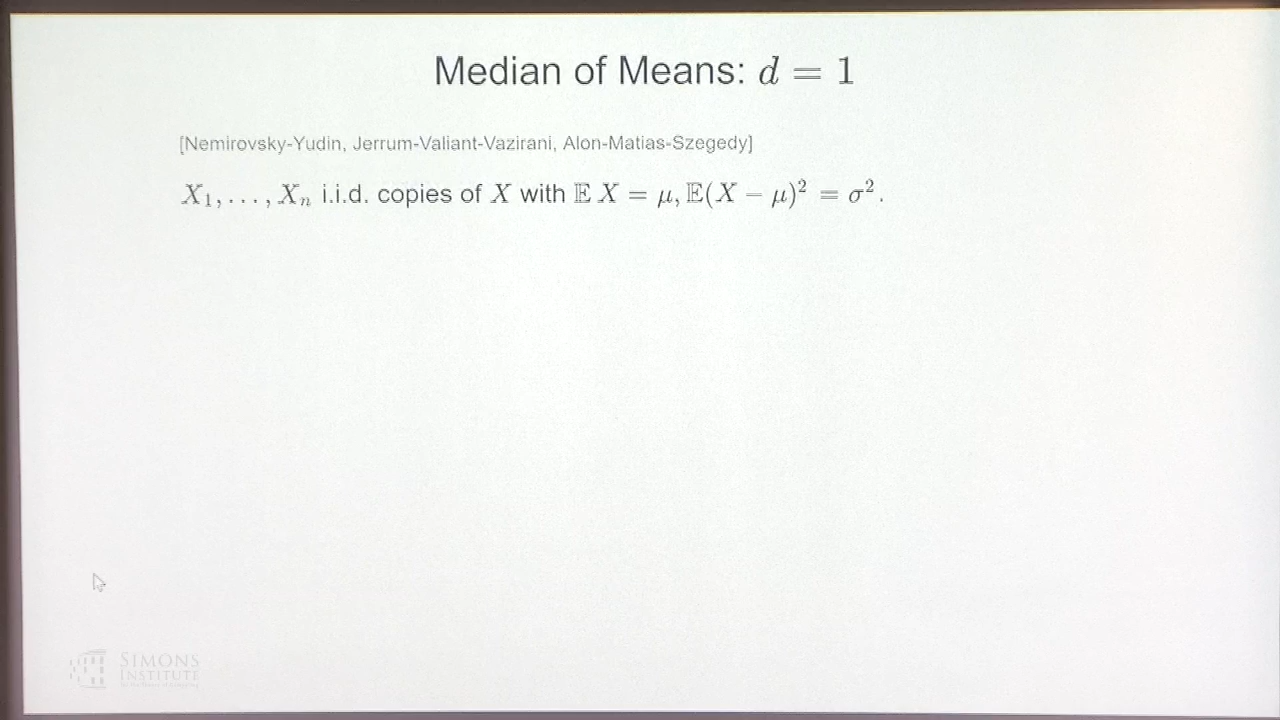 Median of Means: d = 1
[Nemirovsky-Yudin, Jerrum-Valiant-Vazirani, Alon-Matias-Szegedy]
X₁, . . . , Xₙ i.i.d. copies of X with 𝔼 X = μ, 𝔼(X − μ)² = σ².
SIMONS
INSTITUTE